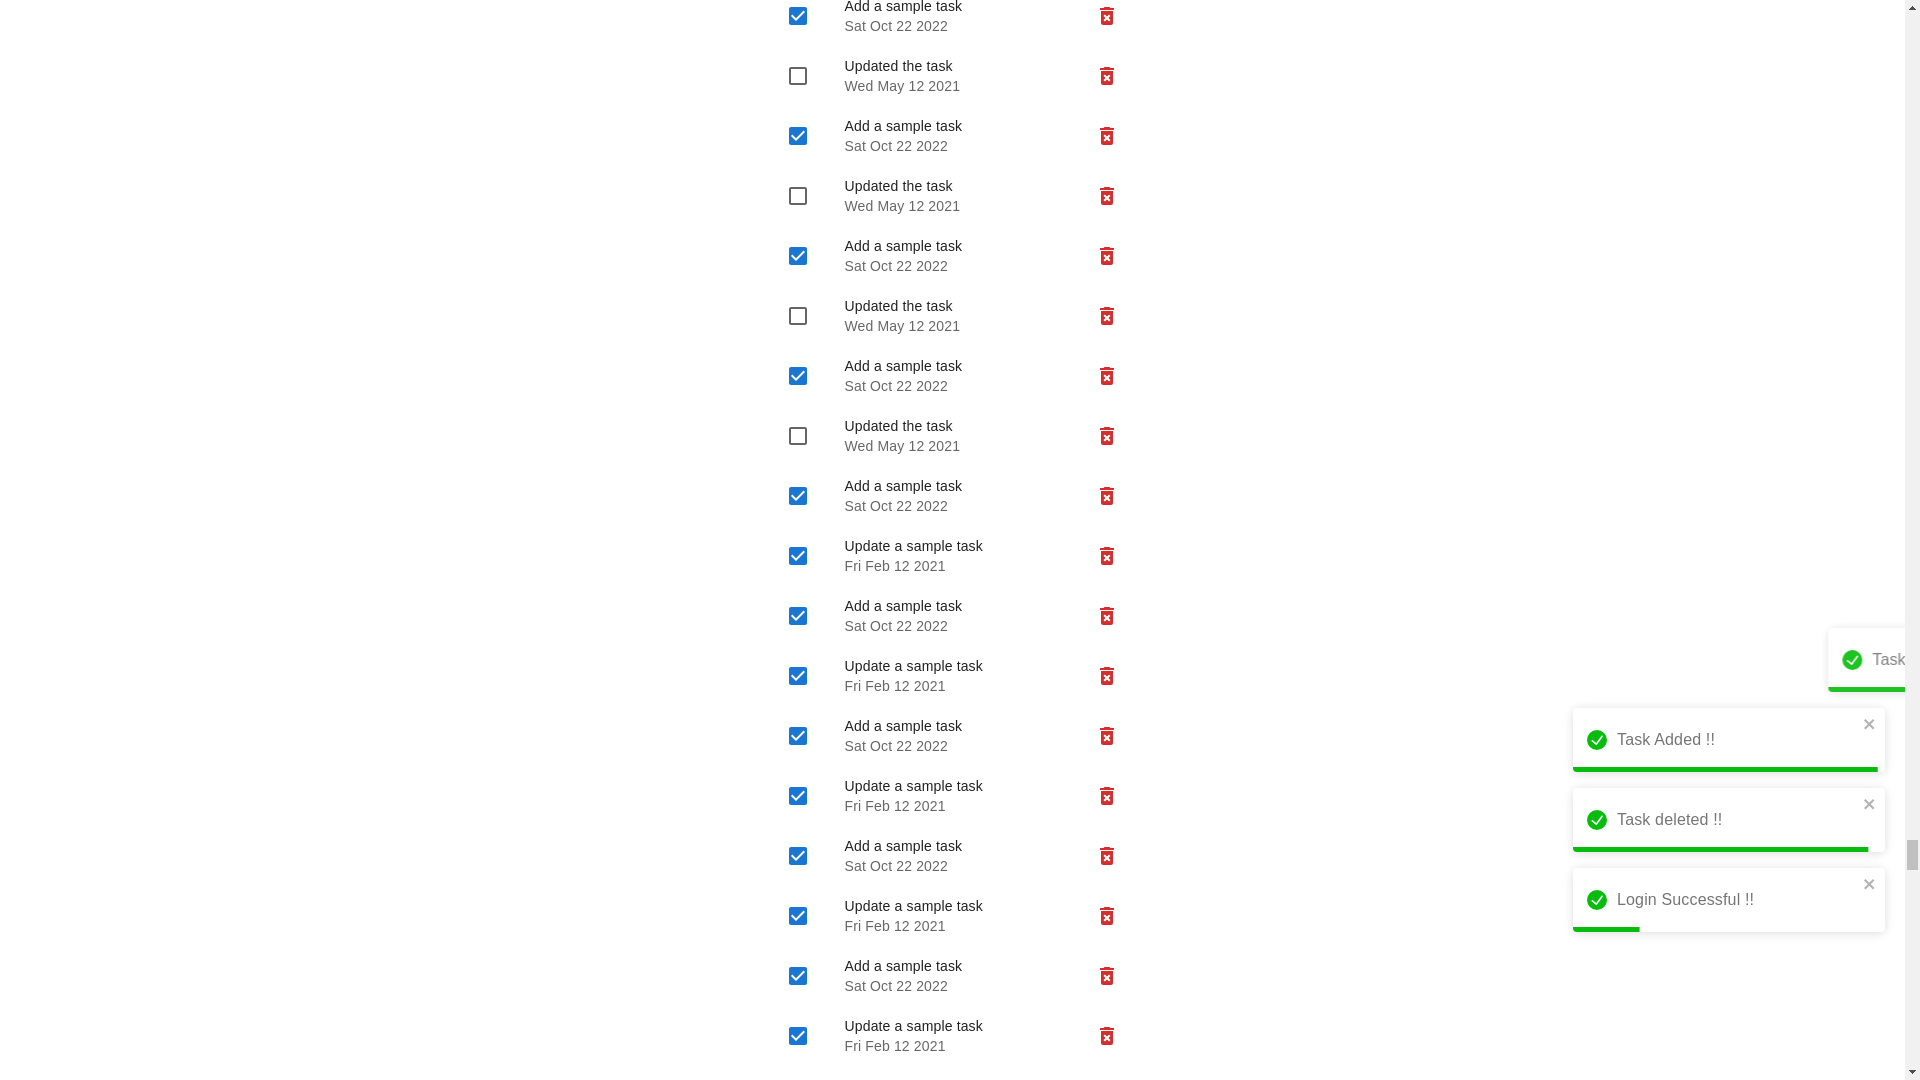 Add a sample task
Sat Oct 22 2022
Updated the task
Wed May 12 2021
Add a sample task
Sat Oct 22 2022
Updated the task
Wed May 12 2021
Add a sample task
Sat Oct 22 2022
Updated the task
Wed May 12 2021
Add a sample task
Sat Oct 22 2022
Updated the task
Wed May 12 2021
Add a sample task
Sat Oct 22 2022
Update a sample task
Fri Feb 12 2021
Add a sample task
Sat Oct 22 2022
Update a sample task
Fri Feb 12 2021
Add a sample task
Sat Oct 22 2022
Update a sample task
Fri Feb 12 2021
Add a sample task
Sat Oct 22 2022
Update a sample task
Fri Feb 12 2021
Add a sample task
Sat Oct 22 2022
Update a sample task
Fri Feb 12 2021
Task
Task Added !!
Task deleted !!
Login Successful !!